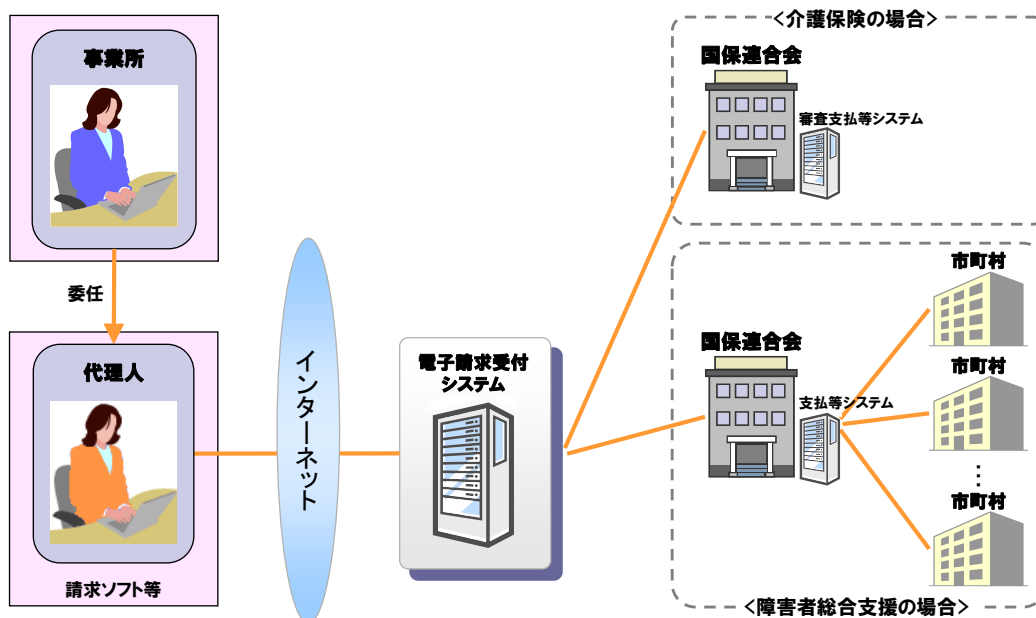 事業所
委任
代理人
請求ソフト等
インターネット
電子請求受付
システム
<介護保険の場合>
国保連合会
審査支払等システム
国保連合会
支払等システム
市町村
市町村
⋮
市町村
<障害者総合支援の場合>